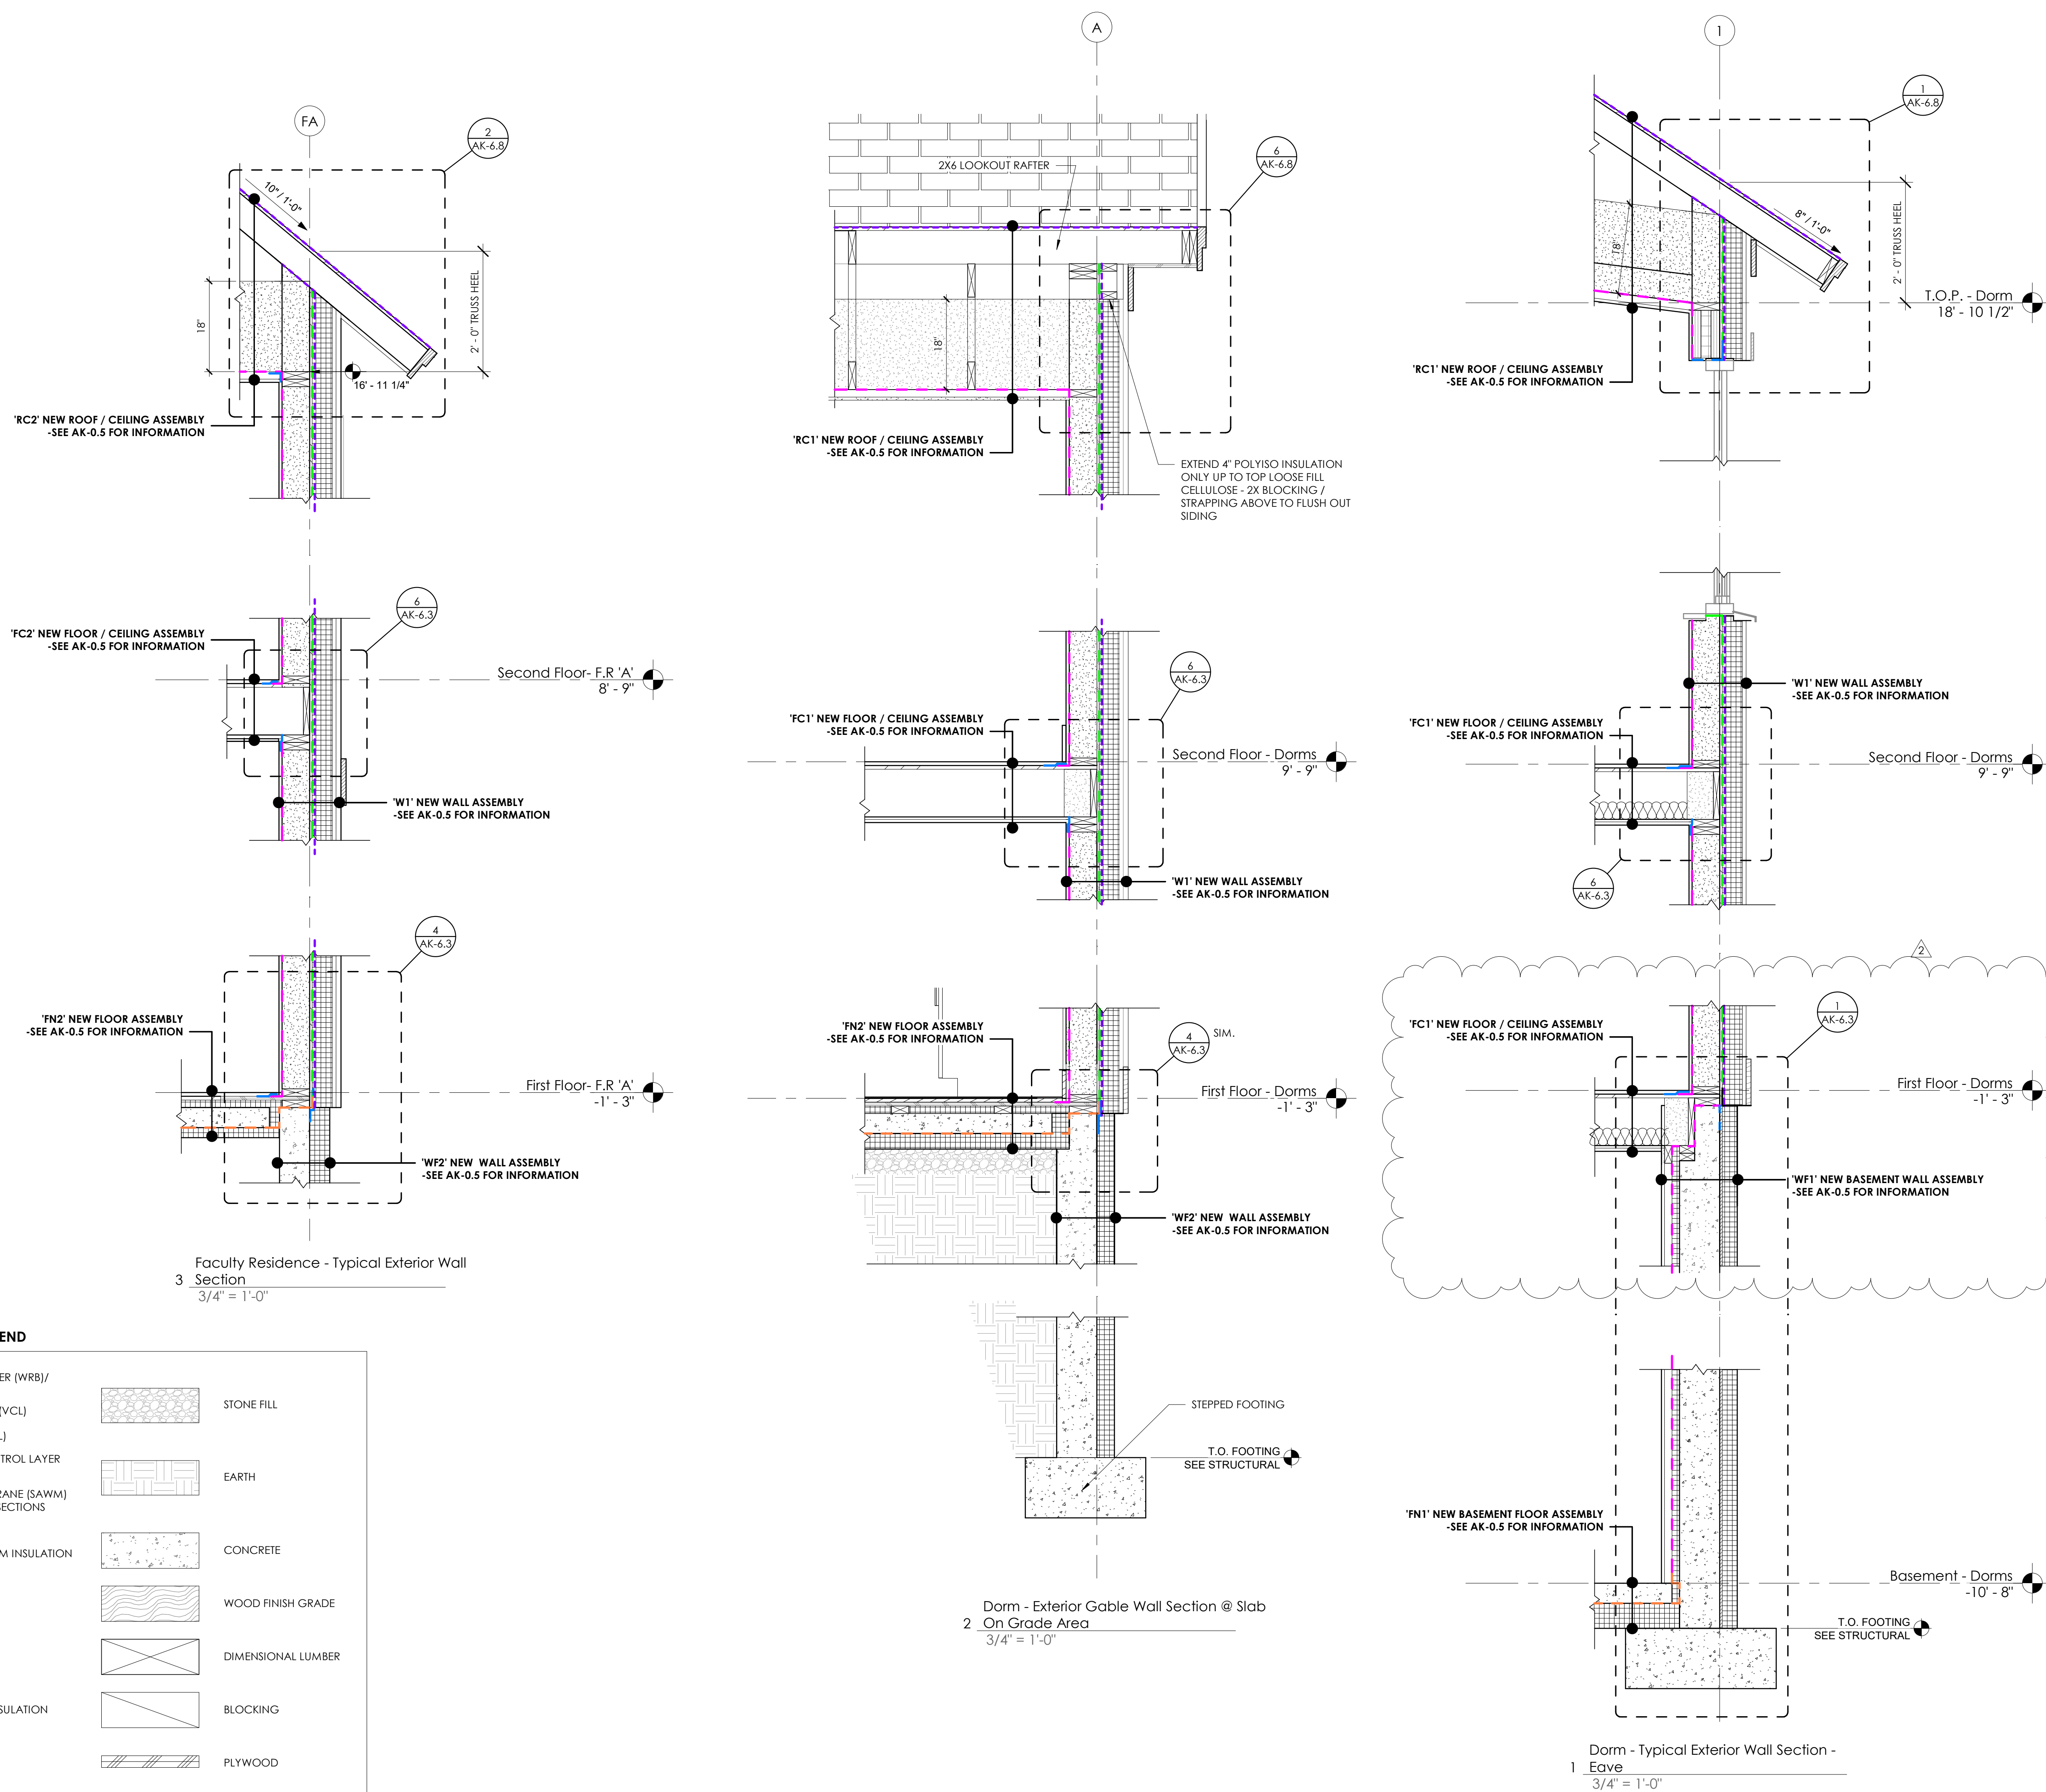 FA
2
AK-6.8
10" / 1'-0"
18"
2' - 0" TRUSS HEEL
16' - 11 1/4"
'RC2' NEW ROOF / CEILING ASSEMBLY
-SEE AK-0.5 FOR INFORMATION
6
AK-6.3
'FC2' NEW FLOOR / CEILING ASSEMBLY
-SEE AK-0.5 FOR INFORMATION
Second Floor- F.R 'A'
8' - 9"
'W1' NEW WALL ASSEMBLY
-SEE AK-0.5 FOR INFORMATION
4
AK-6.3
'FN2' NEW FLOOR ASSEMBLY
-SEE AK-0.5 FOR INFORMATION
First Floor- F.R 'A'
-1' - 3"
'WF2' NEW WALL ASSEMBLY
-SEE AK-0.5 FOR INFORMATION
Faculty Residence - Typical Exterior Wall
3 Section
3/4" = 1'-0"
END
ER (WRB)/
(VCL)
L)
TROL LAYER
RANE (SAWM)
SECTIONS
M INSULATION
SULATION
STONE FILL
EARTH
CONCRETE
WOOD FINISH GRADE
DIMENSIONAL LUMBER
BLOCKING
PLYWOOD
A
2X6 LOOKOUT RAFTER
6
AK-6.8
18"
'RC1' NEW ROOF / CEILING ASSEMBLY
-SEE AK-0.5 FOR INFORMATION
EXTEND 4" POLYISO INSULATION
ONLY UP TO TOP LOOSE FILL
CELLULOSE - 2X BLOCKING /
STRAPPING ABOVE TO FLUSH OUT
SIDING
6
AK-6.3
'FC1' NEW FLOOR / CEILING ASSEMBLY
-SEE AK-0.5 FOR INFORMATION
Second Floor - Dorms
9' - 9"
'W1' NEW WALL ASSEMBLY
-SEE AK-0.5 FOR INFORMATION
'FN2' NEW FLOOR ASSEMBLY
-SEE AK-0.5 FOR INFORMATION
4
AK-6.3
SIM.
First Floor - Dorms
-1' - 3"
'WF2' NEW WALL ASSEMBLY
-SEE AK-0.5 FOR INFORMATION
STEPPED FOOTING
T.O. FOOTING
SEE STRUCTURAL
Dorm - Exterior Gable Wall Section @ Slab
2 On Grade Area
3/4" = 1'-0"
1
1
AK-6.8
8" / 1'-0"
18"
2' - 0" TRUSS HEEL
T.O.P. - Dorm
18' - 10 1/2"
'RC1' NEW ROOF / CEILING ASSEMBLY
-SEE AK-0.5 FOR INFORMATION
'W1' NEW WALL ASSEMBLY
-SEE AK-0.5 FOR INFORMATION
'FC1' NEW FLOOR / CEILING ASSEMBLY
-SEE AK-0.5 FOR INFORMATION
Second Floor - Dorms
9' - 9"
6
AK-6.3
2
1
AK-6.3
'FC1' NEW FLOOR / CEILING ASSEMBLY
-SEE AK-0.5 FOR INFORMATION
First Floor - Dorms
-1' - 3"
'WF1' NEW BASEMENT WALL ASSEMBLY
-SEE AK-0.5 FOR INFORMATION
'FN1' NEW BASEMENT FLOOR ASSEMBLY
-SEE AK-0.5 FOR INFORMATION
Basement - Dorms
-10' - 8"
T.O. FOOTING
SEE STRUCTURAL
Dorm - Typical Exterior Wall Section -
1 Eave
3/4" = 1'-0"